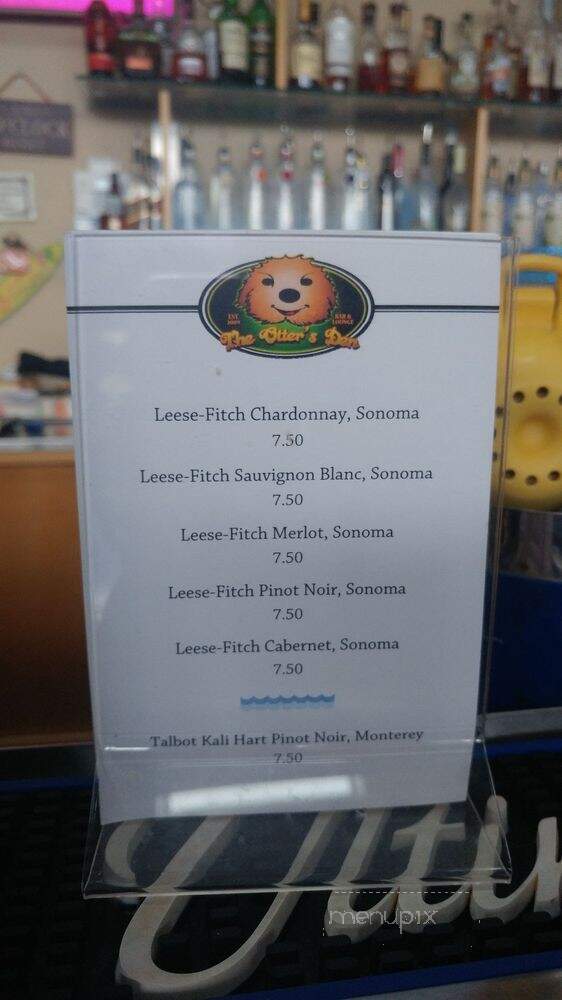 O'CLOCK
EST.
2009
BAR &
LOUNGE
The Otter's Den
Leese-Fitch Chardonnay, Sonoma
7.50
Leese-Fitch Sauvignon Blanc, Sonoma
7.50
Leese-Fitch Merlot, Sonoma
7.50
Leese-Fitch Pinot Noir, Sonoma
7.50
Leese-Fitch Cabernet, Sonoma
7.50
Talbot Kali Hart Pinot Noir, Monterey
7.50
menupix